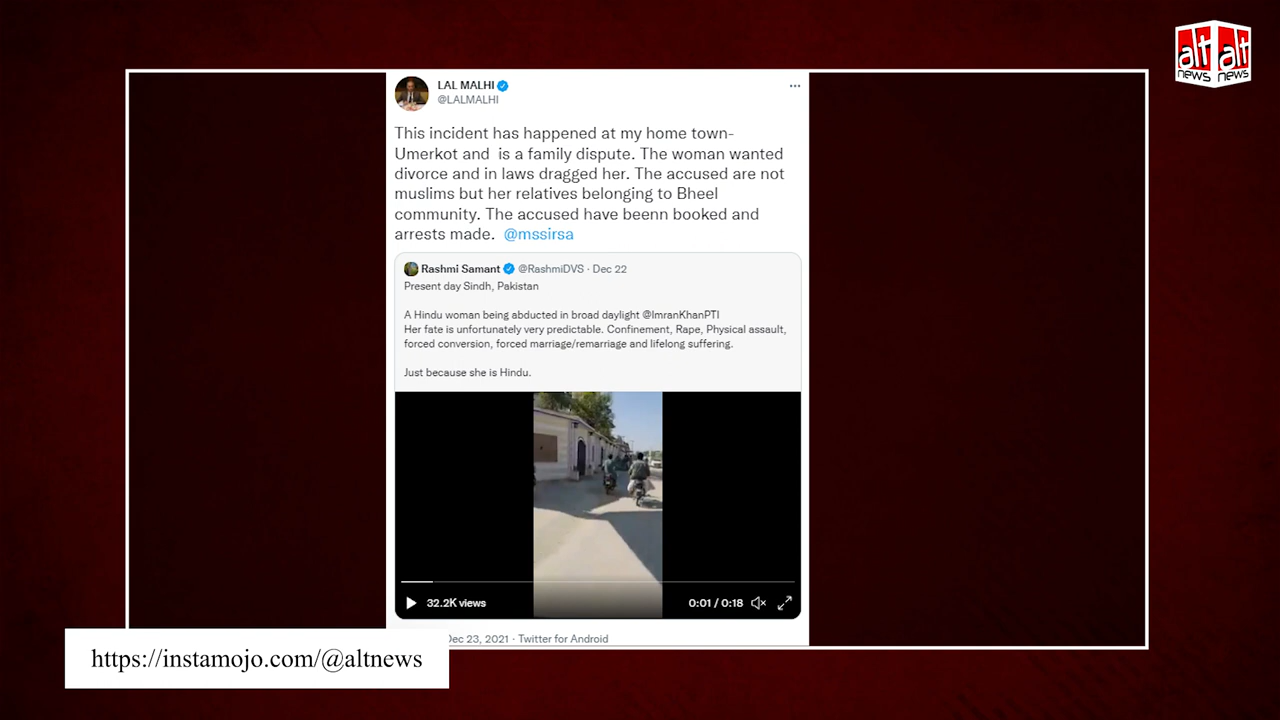 alt alt
news news
LAL MALHI
@LALMALHI
This incident has happened at my home town-
Umerkot and is a family dispute. The woman wanted
divorce and in laws dragged her. The accused are not
muslims but her relatives belonging to Bheel
community. The accused have beenn booked and
arrests made. @mssirsa
Rashmi Samant @RashmiDVS · Dec 22
Present day Sindh, Pakistan
A Hindu woman being abducted in broad daylight @ImranKhanPTI
Her fate is unfortunately very predictable. Confinement, Rape, Physical assault,
forced conversion, forced marriage/remarriage and lifelong suffering.
Just because she is Hindu.
32.2K views
0:01 / 0:18
Dec 23, 2021 · Twitter for Android
https://instamojo.com/@altnews